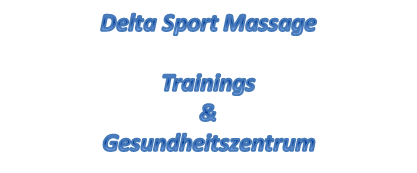 Delta Sport Massage
Trainings
&
Gesundheitszentrum